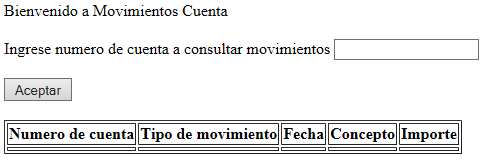 Bienvenido a Movimientos Cuenta
Ingrese numero de cuenta a consultar movimientos
Aceptar
Numero de cuenta Tipo de movimiento Fecha Concepto Importe